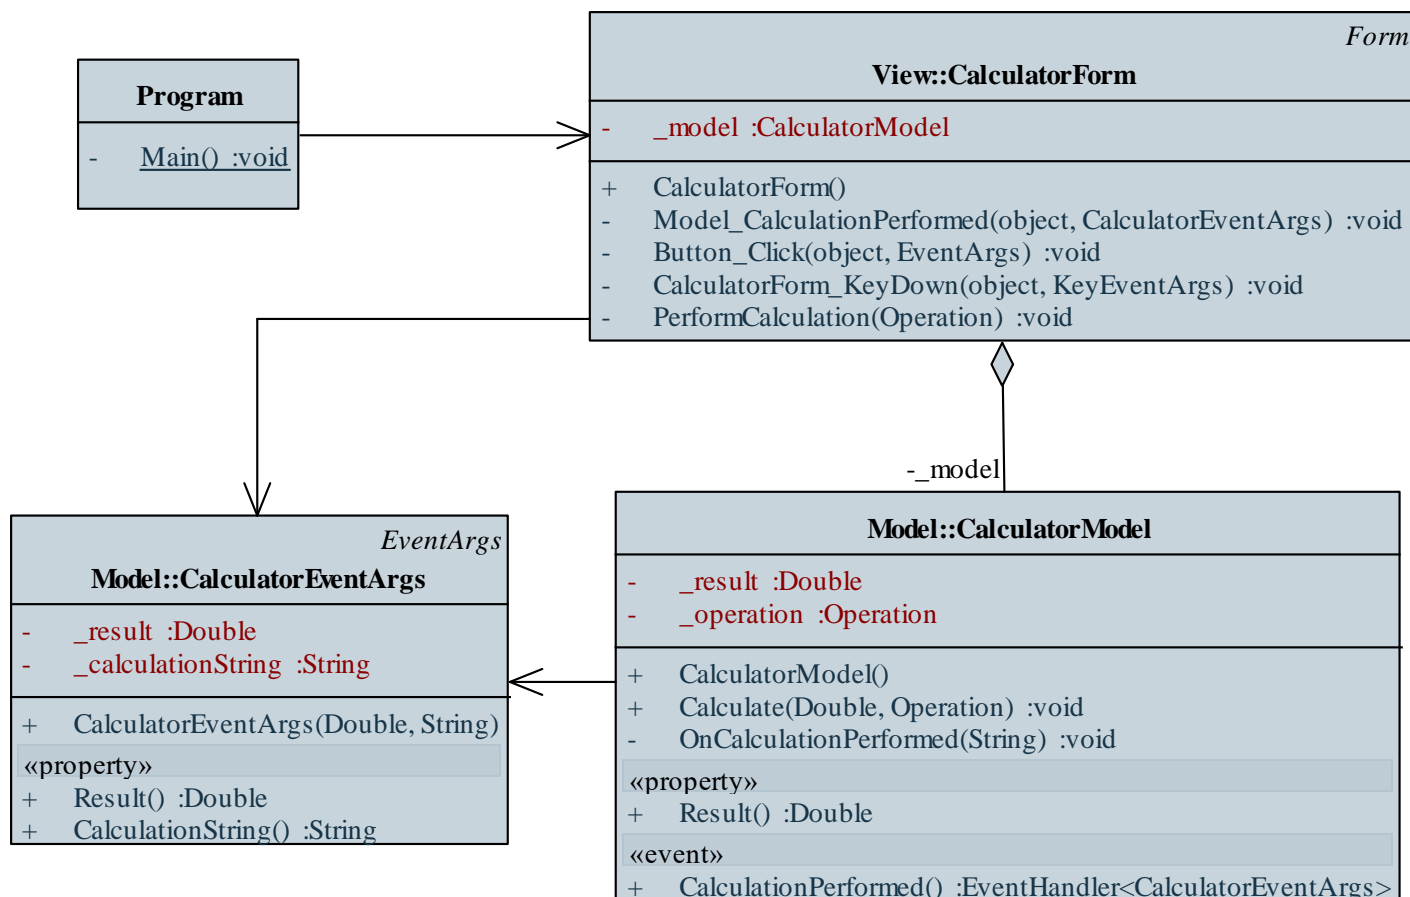 Program
- Main() :void
Form
View::CalculatorForm
- _model :CalculatorModel
+ CalculatorForm()
- Model_CalculationPerformed(object, CalculatorEventArgs) :void
- Button_Click(object, EventArgs) :void
- CalculatorForm_KeyDown(object, KeyEventArgs) :void
- PerformCalculation(Operation) :void
-_model
EventArgs
Model::CalculatorEventArgs
- _result :Double
- _calculationString :String
+ CalculatorEventArgs(Double, String)
«property»
+ Result() :Double
+ CalculationString() :String
Model::CalculatorModel
- _result :Double
- _operation :Operation
+ CalculatorModel()
+ Calculate(Double, Operation) :void
- OnCalculationPerformed(String) :void
«property»
+ Result() :Double
«event»
+ CalculationPerformed() :EventHandler<CalculatorEventArgs>